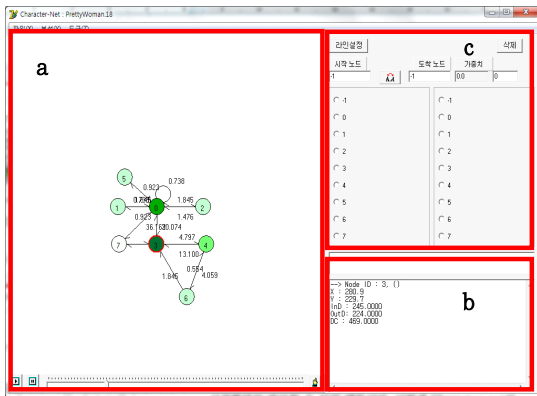 Character-Net : PrettyWoman.18
a
5
0.738
0.923
1
1.845
2
1.476
0.923
7
4.797
4
13.100
0.554
1.845
4.059
6
c
라인설정
삭제
시작 노드
도착 노드
가중치
-1
-1
0.0
0
-1
-1
0
0
1
1
2
2
3
3
4
4
5
5
6
6
7
7
b
--> Node ID : 3, ()
X : 280.9
Y : 229.7
InD : 245.0000
OutD: 224.0000
DC : 469.0000